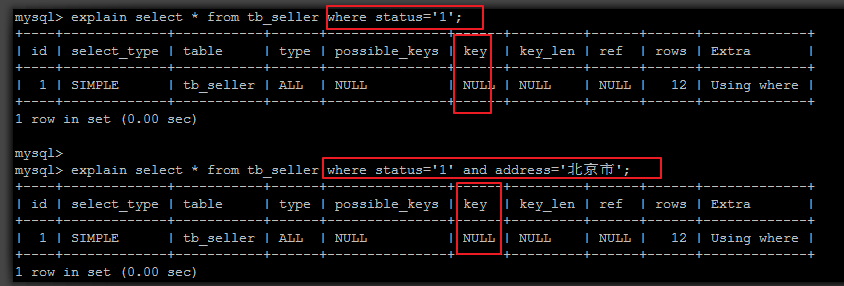 mysql> explain select * from tb_seller where status='1';
+----+-------------+-----------+------+---------------+------+---------+------+------+-------------+
| id | select_type | table     | type | possible_keys | key  | key_len | ref  | rows | Extra       |
+----+-------------+-----------+------+---------------+------+---------+------+------+-------------+
|  1 | SIMPLE      | tb_seller | ALL  | NULL          | NULL | NULL    | NULL |   12 | Using where |
+----+-------------+-----------+------+---------------+------+---------+------+------+-------------+
1 row in set (0.00 sec)
mysql>
mysql> explain select * from tb_seller where status='1' and address='北京市';
+----+-------------+-----------+------+---------------+------+---------+------+------+-------------+
| id | select_type | table     | type | possible_keys | key  | key_len | ref  | rows | Extra       |
+----+-------------+-----------+------+---------------+------+---------+------+------+-------------+
|  1 | SIMPLE      | tb_seller | ALL  | NULL          | NULL | NULL    | NULL |   12 | Using where |
+----+-------------+-----------+------+---------------+------+---------+------+------+-------------+
1 row in set (0.00 sec)